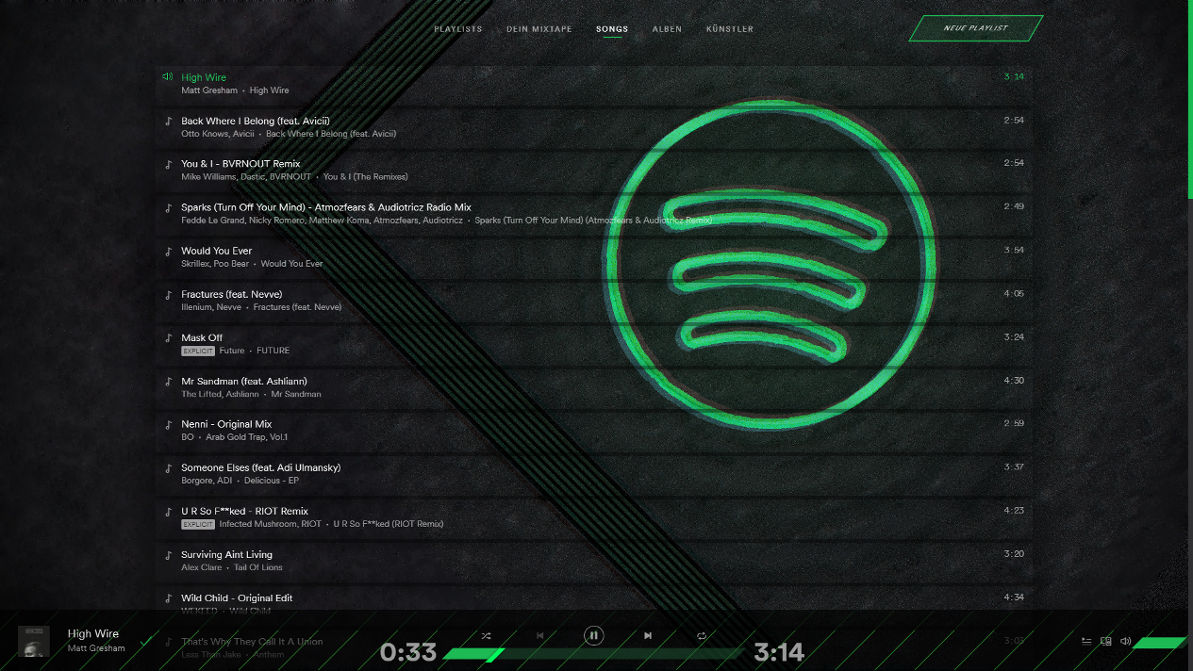 PLAYLISTS DEIN MIXTAPE SONGS ALBEN KÜNSTLER NEUE PLAYLIST
High Wire 3:14
Matt Gresham • High Wire
Back Where I Belong (feat. Avicii) 2:54
Otto Knows, Avicii • Back Where I Belong (feat. Avicii)
You & I - BVRNOUT Remix 2:54
Mike Williams, Dastic, BVRNOUT • You & I (The Remixes)
Sparks (Turn Off Your Mind) - Atmozfears & Audiotricz Radio Mix 2:49
Fedde Le Grand, Nicky Romero, Matthew Koma, Atmozfears, Audiotricz • Sparks (Turn Off Your Mind) (Atmozfears & Audiotricz Remix)
Would You Ever 3:54
Skrillex, Poo Bear • Would You Ever
Fractures (feat. Nevve) 4:05
Illenium, Nevve • Fractures (feat. Nevve)
Mask Off 3:24
EXPLICIT Future • FUTURE
Mr Sandman (feat. Ashliann) 4:30
The Lifted, Ashliann • Mr Sandman
Nenni - Original Mix 2:59
BO • Arab Gold Trap, Vol.1
Someone Elses (feat. Adi Ulmansky) 3:37
Borgore, ADI • Delicious - EP
U R So F**ked - RIOT Remix 4:23
EXPLICIT Infected Mushroom, RIOT • U R So F**ked (RIOT Remix)
Surviving Aint Living 3:20
Alex Clare • Tail Of Lions
Wild Child - Original Edit 4:34
WEKEED • Wild Child
That's Why They Call It A Union
Less Than Jake • Anthem
High Wire
Matt Gresham
0:33 3:14